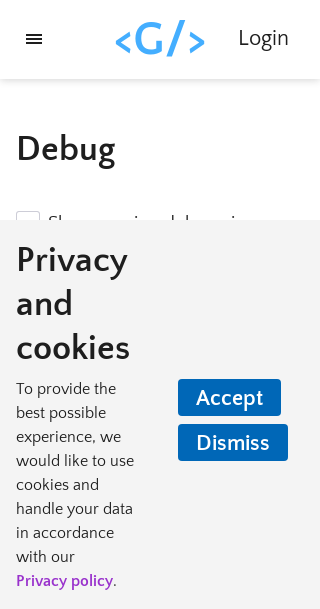 <G/> Login
Debug
Privacy
and
cookies
To provide the
best possible
experience, we
would like to use
cookies and
handle your data
in accordance
with our
Privacy policy.
Accept
Dismiss